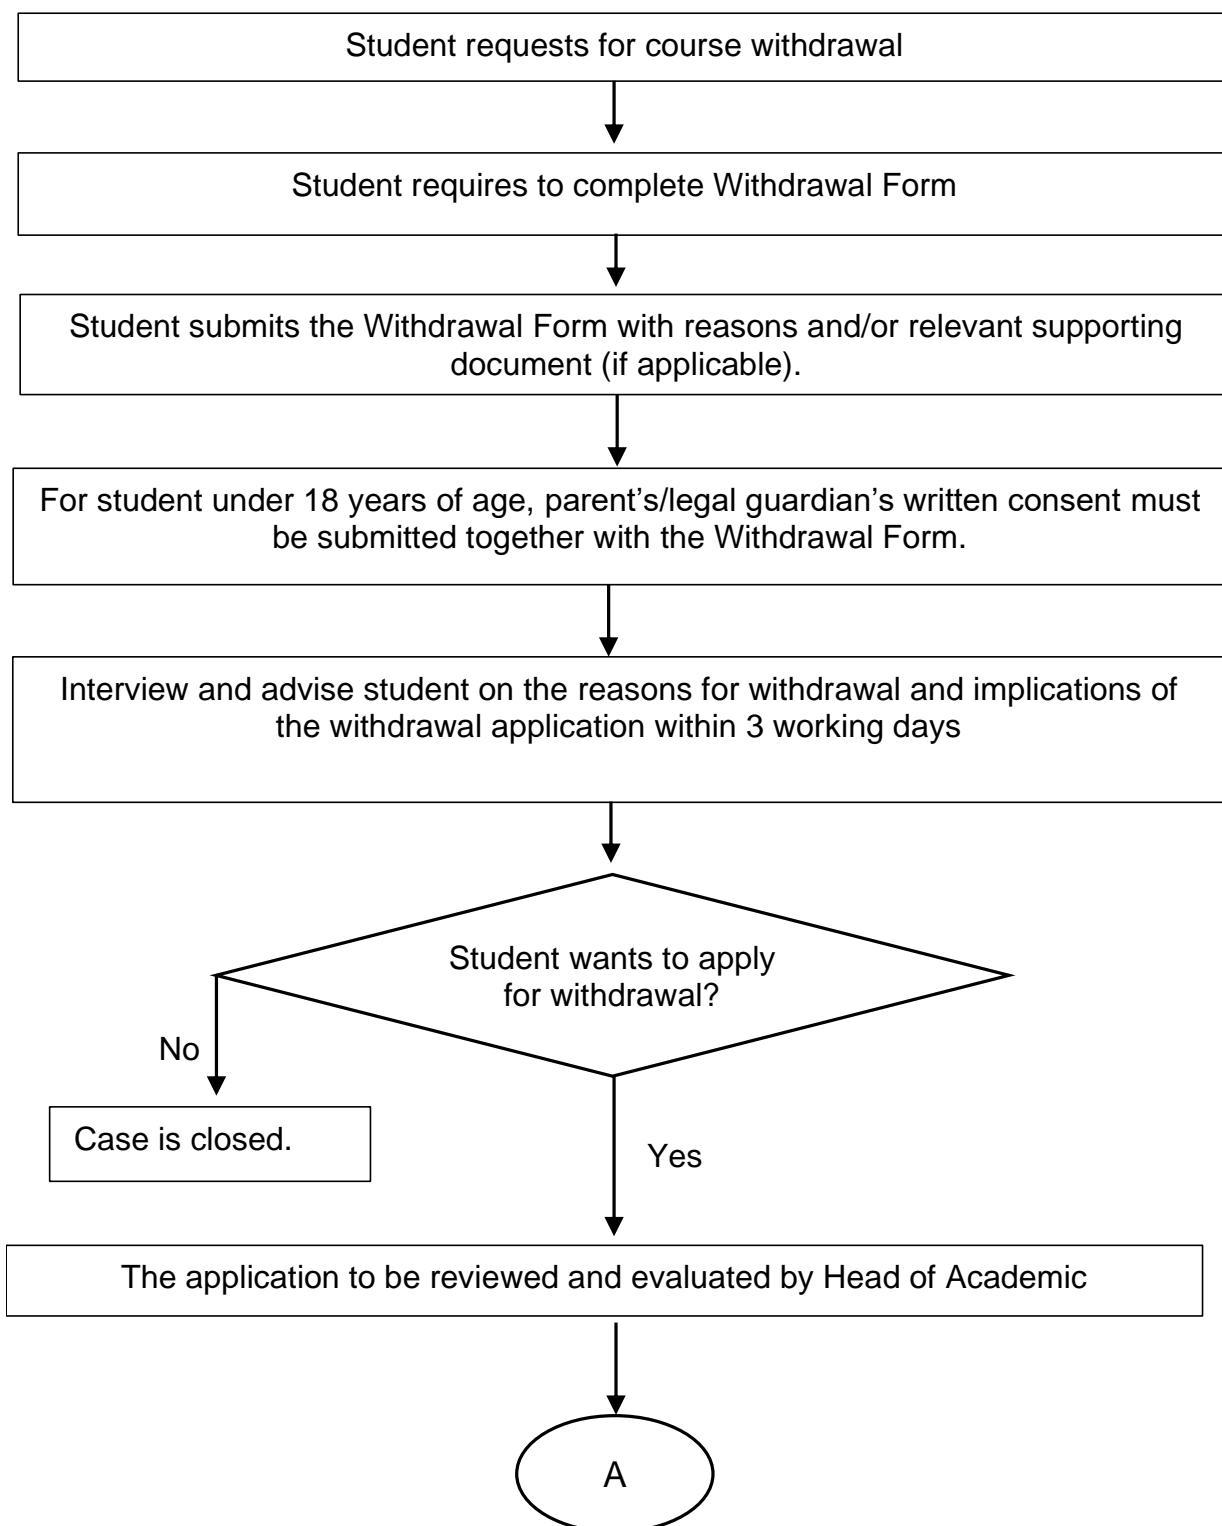 Student requests for course withdrawal
Student requires to complete Withdrawal Form
Student submits the Withdrawal Form with reasons and/or relevant supporting
document (if applicable).
For student under 18 years of age, parent’s/legal guardian’s written consent must
be submitted together with the Withdrawal Form.
Interview and advise student on the reasons for withdrawal and implications of
the withdrawal application within 3 working days
Student wants to apply
for withdrawal?
No
Case is closed.
Yes
The application to be reviewed and evaluated by Head of Academic
A